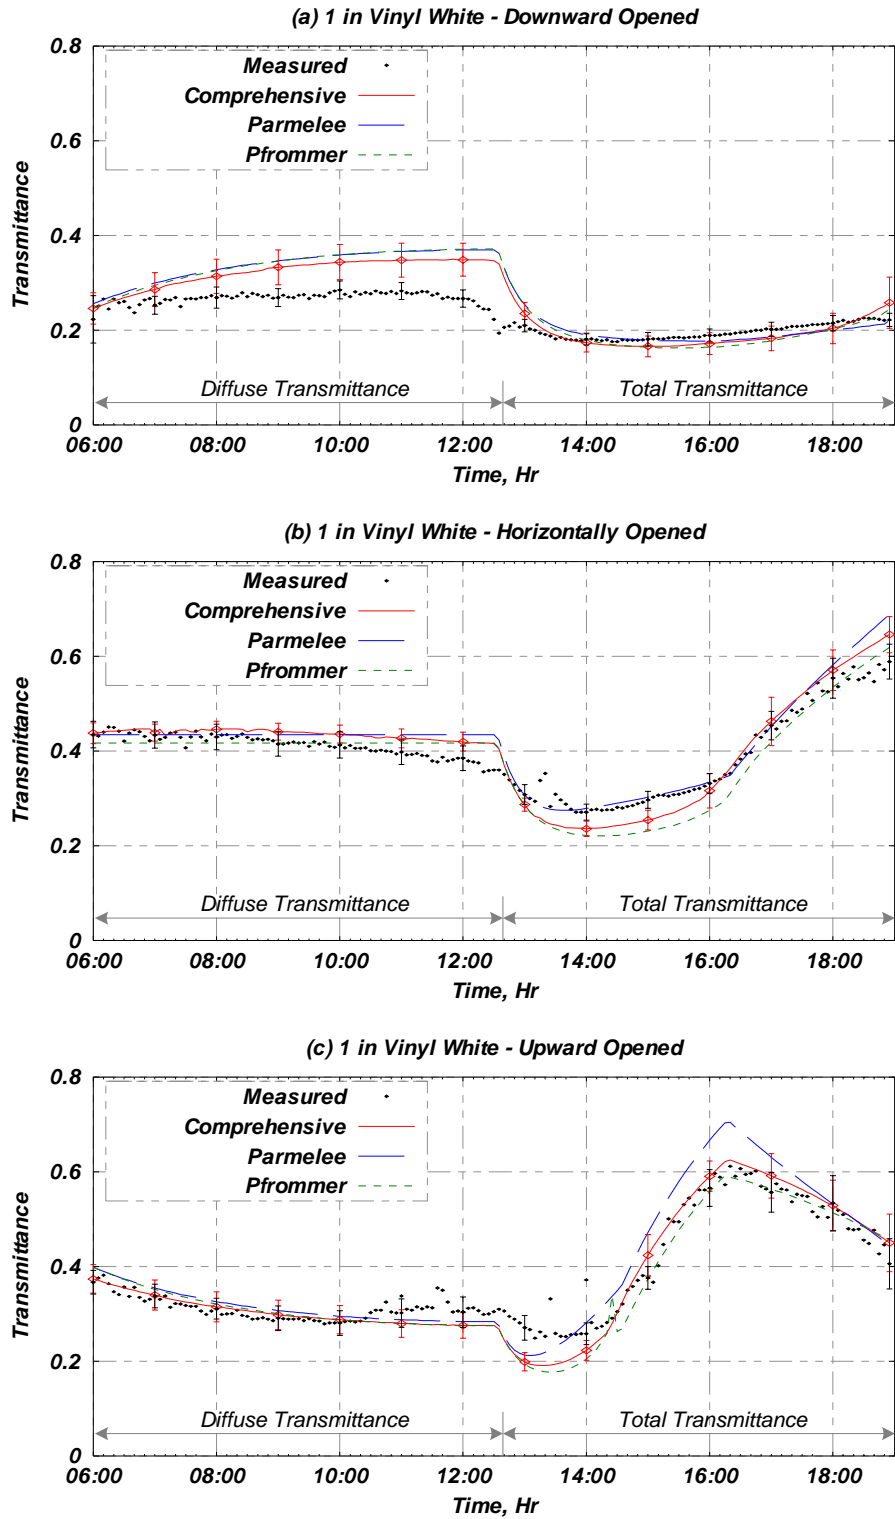 (a) 1 in Vinyl White - Downward Opened
0.8
Measured
Comprehensive
Parmelee
Pfrommer
0.6
0.4
0.2
0
Transmittance
Diffuse Transmittance
Total Transmittance
06:00 08:00 10:00 12:00 14:00 16:00 18:00
Time, Hr
(b) 1 in Vinyl White - Horizontally Opened
0.8
Measured
Comprehensive
Parmelee
Pfrommer
0.6
0.4
0.2
0
Transmittance
Diffuse Transmittance
Total Transmittance
06:00 08:00 10:00 12:00 14:00 16:00 18:00
Time, Hr
(c) 1 in Vinyl White - Upward Opened
0.8
Measured
Comprehensive
Parmelee
Pfrommer
0.6
0.4
0.2
0
Transmittance
Diffuse Transmittance
Total Transmittance
06:00 08:00 10:00 12:00 14:00 16:00 18:00
Time, Hr